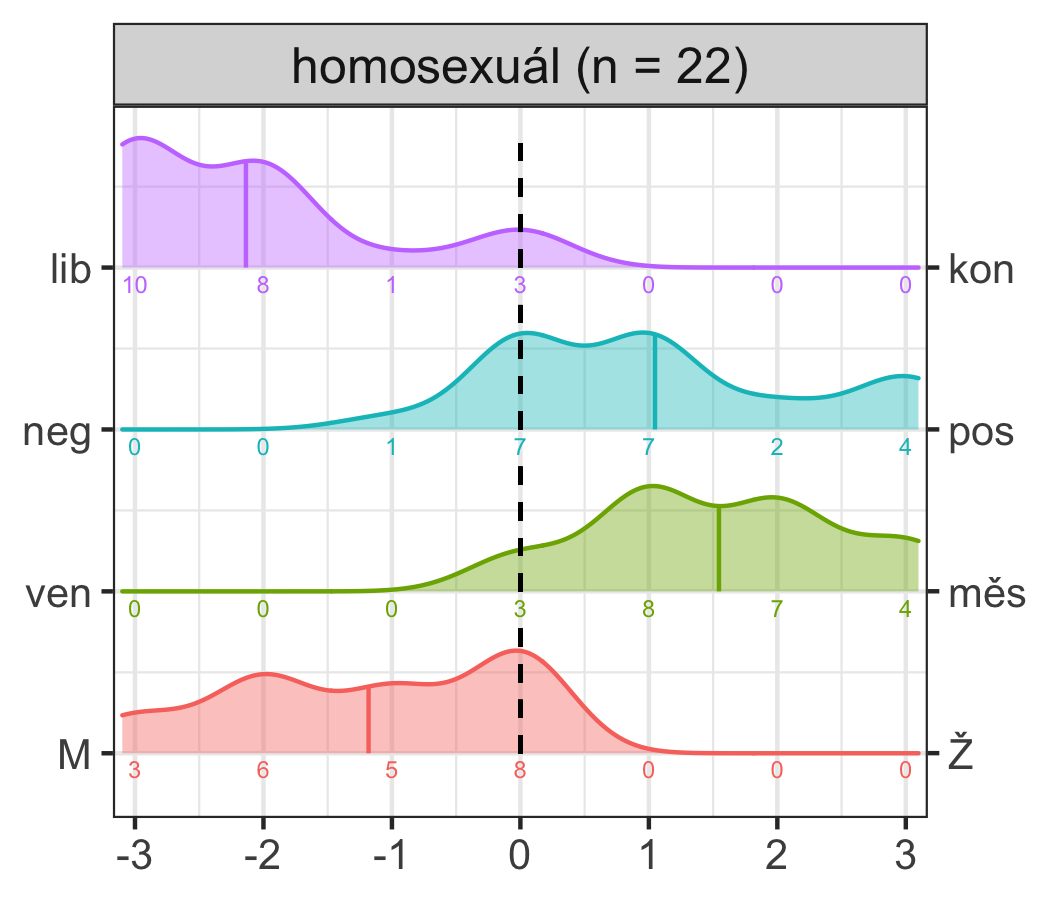 homosexuál (n = 22)
lib kon
10 8 1 3 0 0 0
neg pos
0 0 1 7 7 2 4
ven měs
0 0 0 3 8 7 4
M Ž
3 6 5 8 0 0 0
-3 -2 -1 0 1 2 3